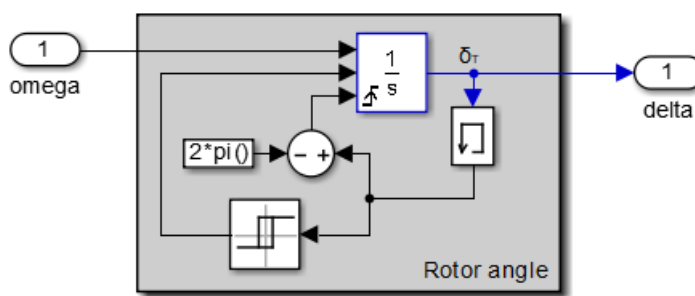 1
omega
1
s
δT
1
delta
2*pi()
- +
Rotor angle